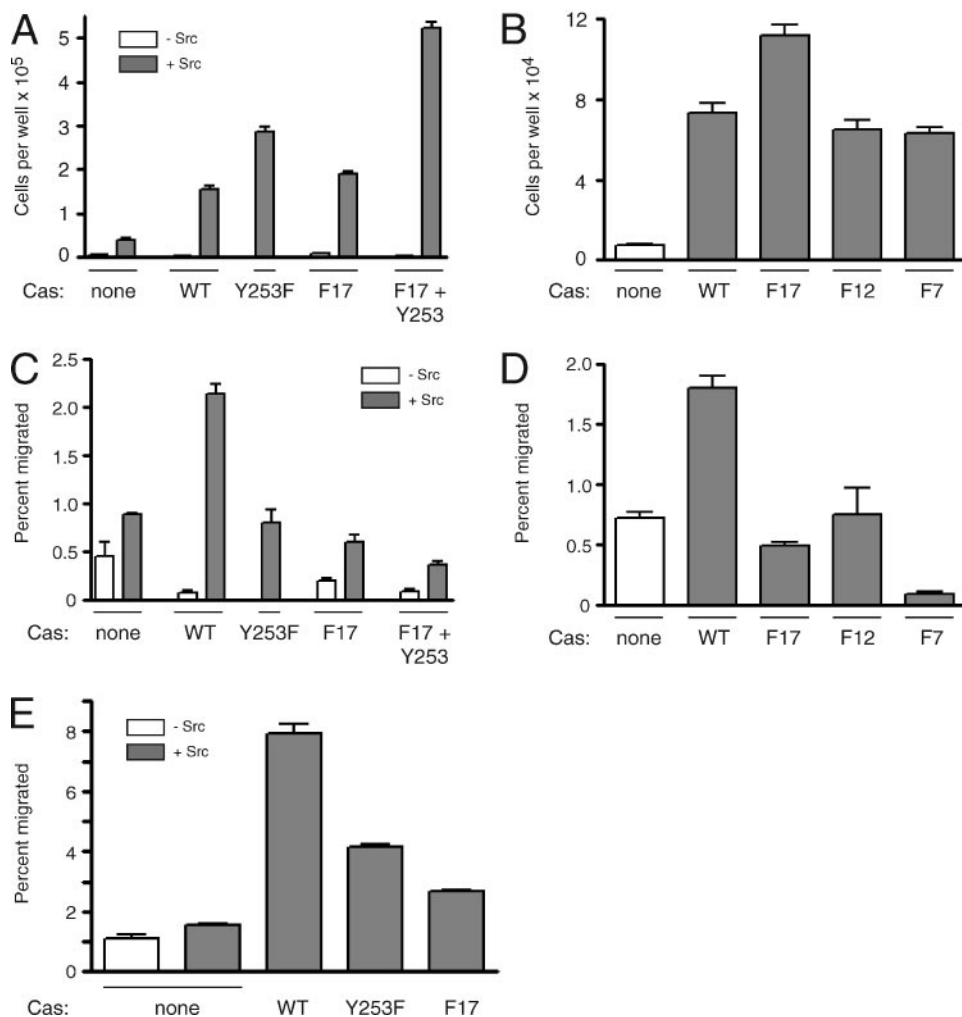 A
- Src
+ Src
Cells per well x 10⁵
5
4
3
2
1
0
Cas: none WT Y253F F17 F17 +
Y253
B
Cells per well x 10⁴
12
8
4
0
Cas: none WT F17 F12 F7
C
- Src
+ Src
Percent migrated
2.5
2.0
1.5
1.0
0.5
0
Cas: none WT Y253F F17 F17 +
Y253
D
Percent migrated
2.0
1.5
1.0
0.5
0
Cas: none WT F17 F12 F7
E
- Src
+ Src
Percent migrated
8
6
4
2
0
Cas: none WT Y253F F17